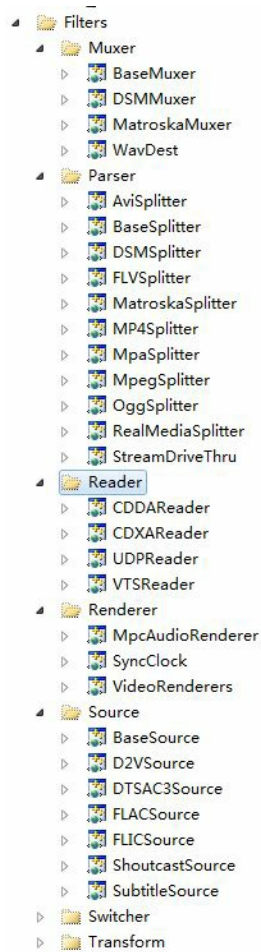 Filters
Muxer
BaseMuxer
DSMMuxer
MatroskaMuxer
WavDest
Parser
AviSplitter
BaseSplitter
DSMSplitter
FLVSplitter
MatroskaSplitter
MP4Splitter
MpaSplitter
MpegSplitter
OggSplitter
RealMediaSplitter
StreamDriveThru
Reader
CDDAReader
CDXAReader
UDPReader
VTSReader
Renderer
MpcAudioRenderer
SyncClock
VideoRenderers
Source
BaseSource
D2VSource
DTSAC3Source
FLACSource
FLICSource
ShoutcastSource
SubtitleSource
Switcher
Transform